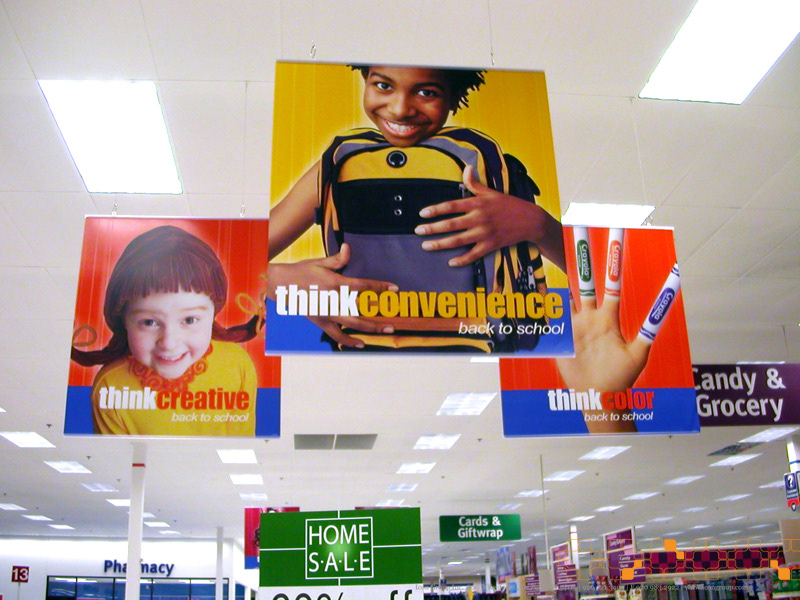 thinkconvenience
back to school
thinkcreative
back to school
Crayola
Crayola
Crayola
thinkcolor
back to school
Candy &
Grocery
HOME
SALE
Cards &
Giftwrap
Pharmacy
13
?